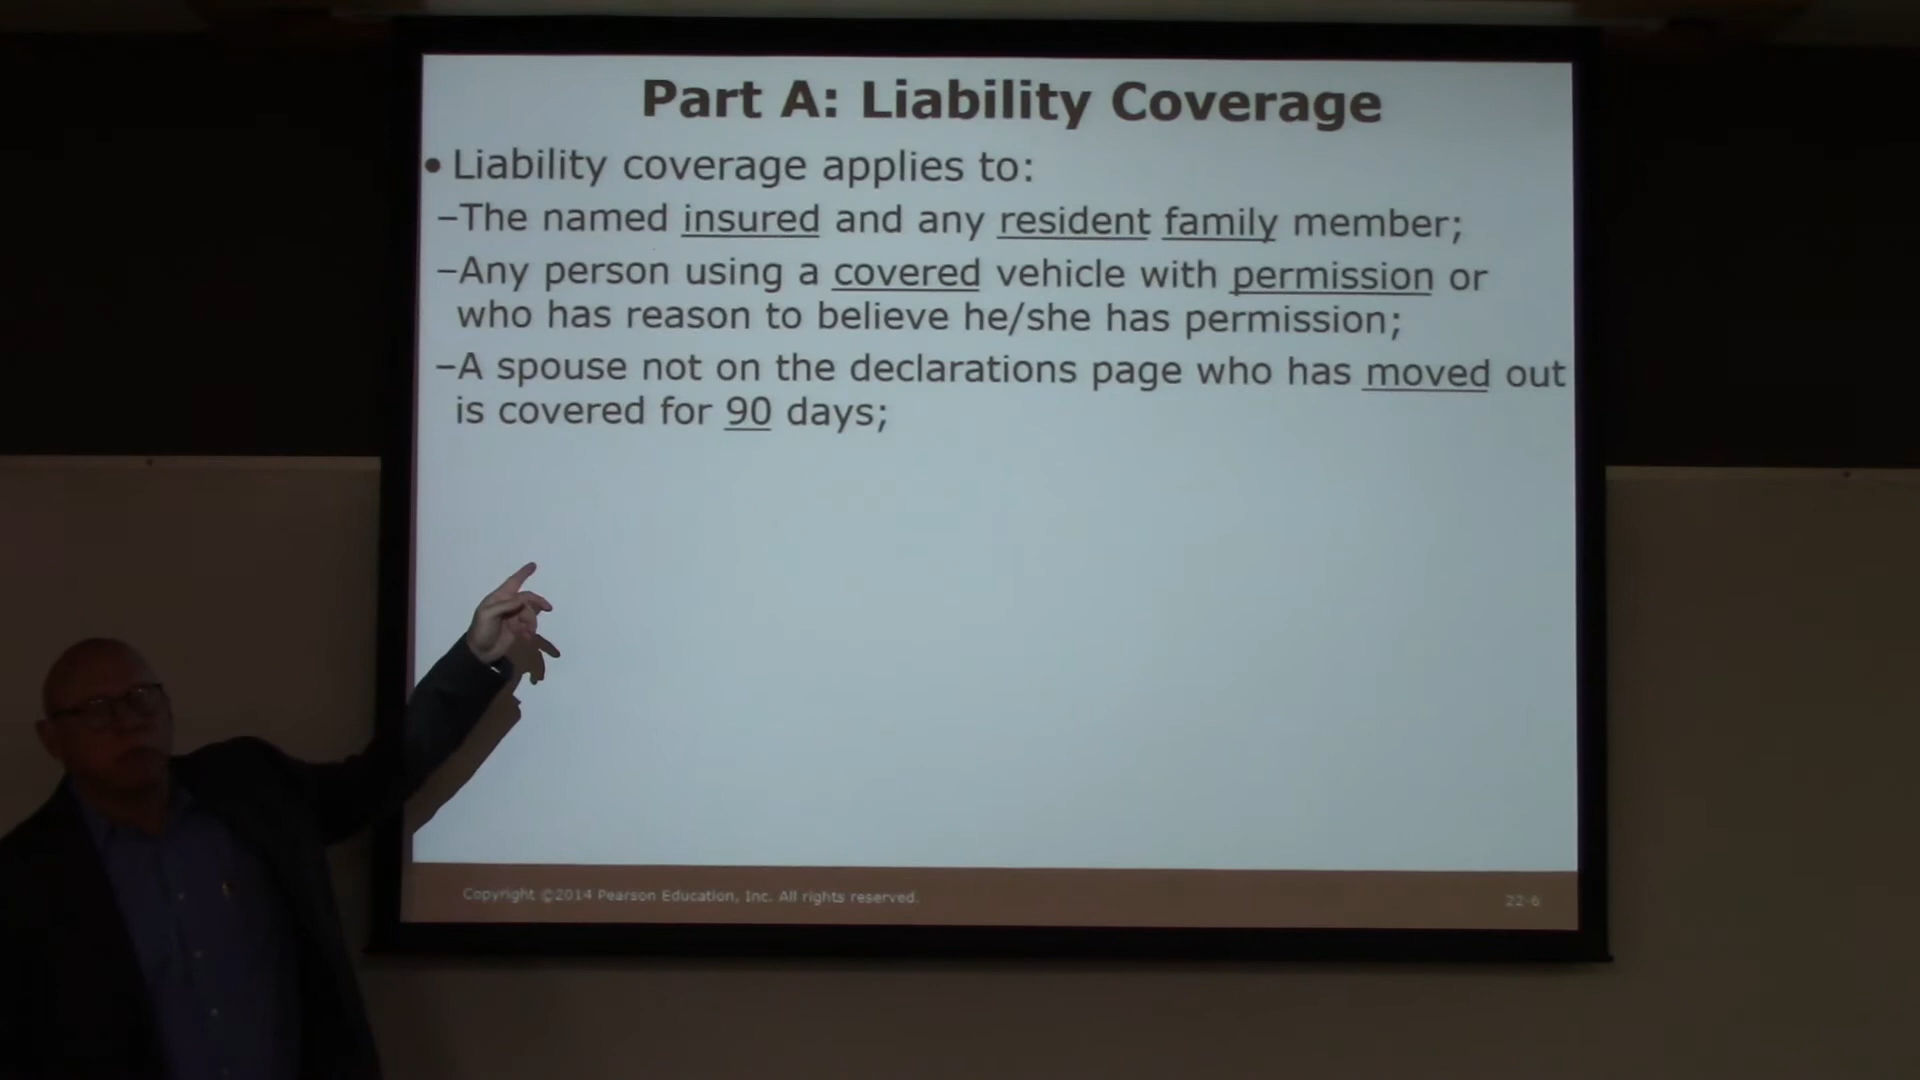 Part A: Liability Coverage
• Liability coverage applies to:
–The named insured and any resident family member;
–Any person using a covered vehicle with permission or
who has reason to believe he/she has permission;
–A spouse not on the declarations page who has moved out
is covered for 90 days;
Copyright ©2014 Pearson Education, Inc. All rights reserved.
22-6